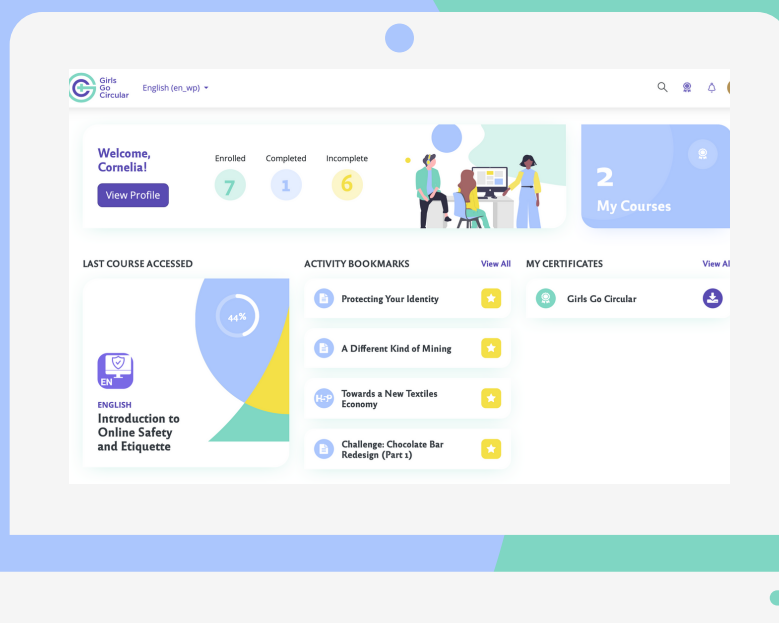 Girls
Go
Circular
English (en_wp)
Welcome,
Cornelia!
View Profile
Enrolled
Completed
Incomplete
7
1
6
2
My Courses
LAST COURSE ACCESSED
44%
EN
ENGLISH
Introduction to
Online Safety
and Etiquette
ACTIVITY BOOKMARKS
View All
Protecting Your Identity
A Different Kind of Mining
H-P
Towards a New Textiles
Economy
Challenge: Chocolate Bar
Redesign (Part 1)
MY CERTIFICATES
View Al
Girls Go Circular